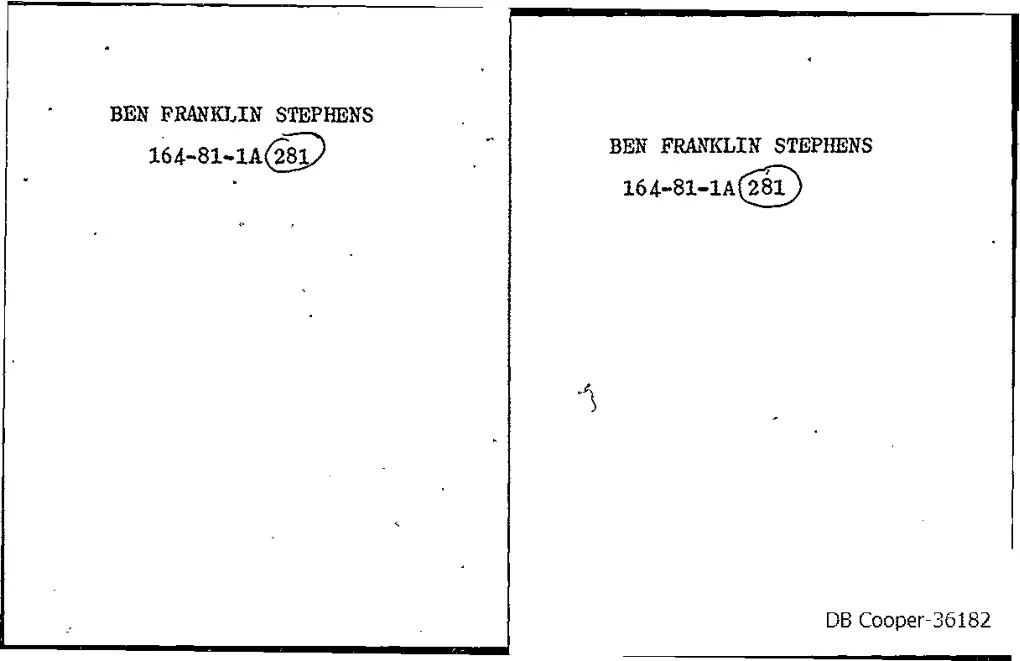 BEN FRANKLIN STEPHENS
164-81-1A 281
BEN FRANKLIN STEPHENS
164-81-1A 281
DB Cooper-36182